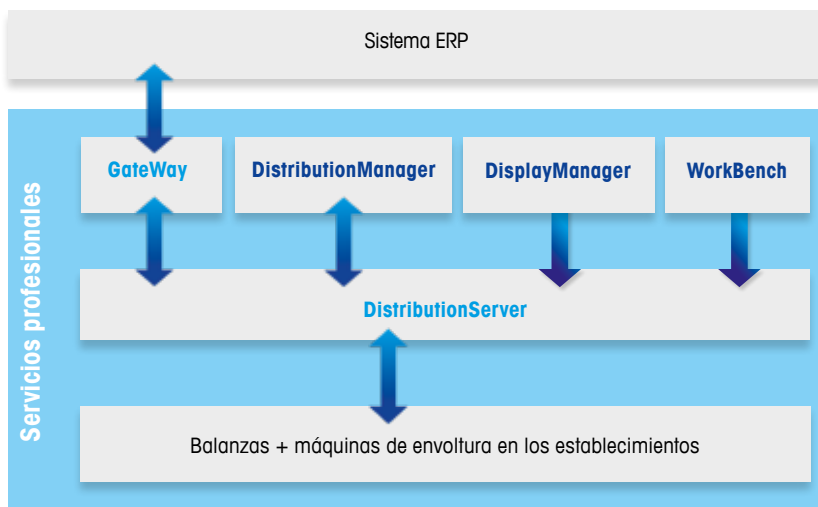 Sistema ERP
Servicios profesionales
GateWay
DistributionManager
DisplayManager
WorkBench
DistributionServer
Balanzas + máquinas de envoltura en los establecimientos